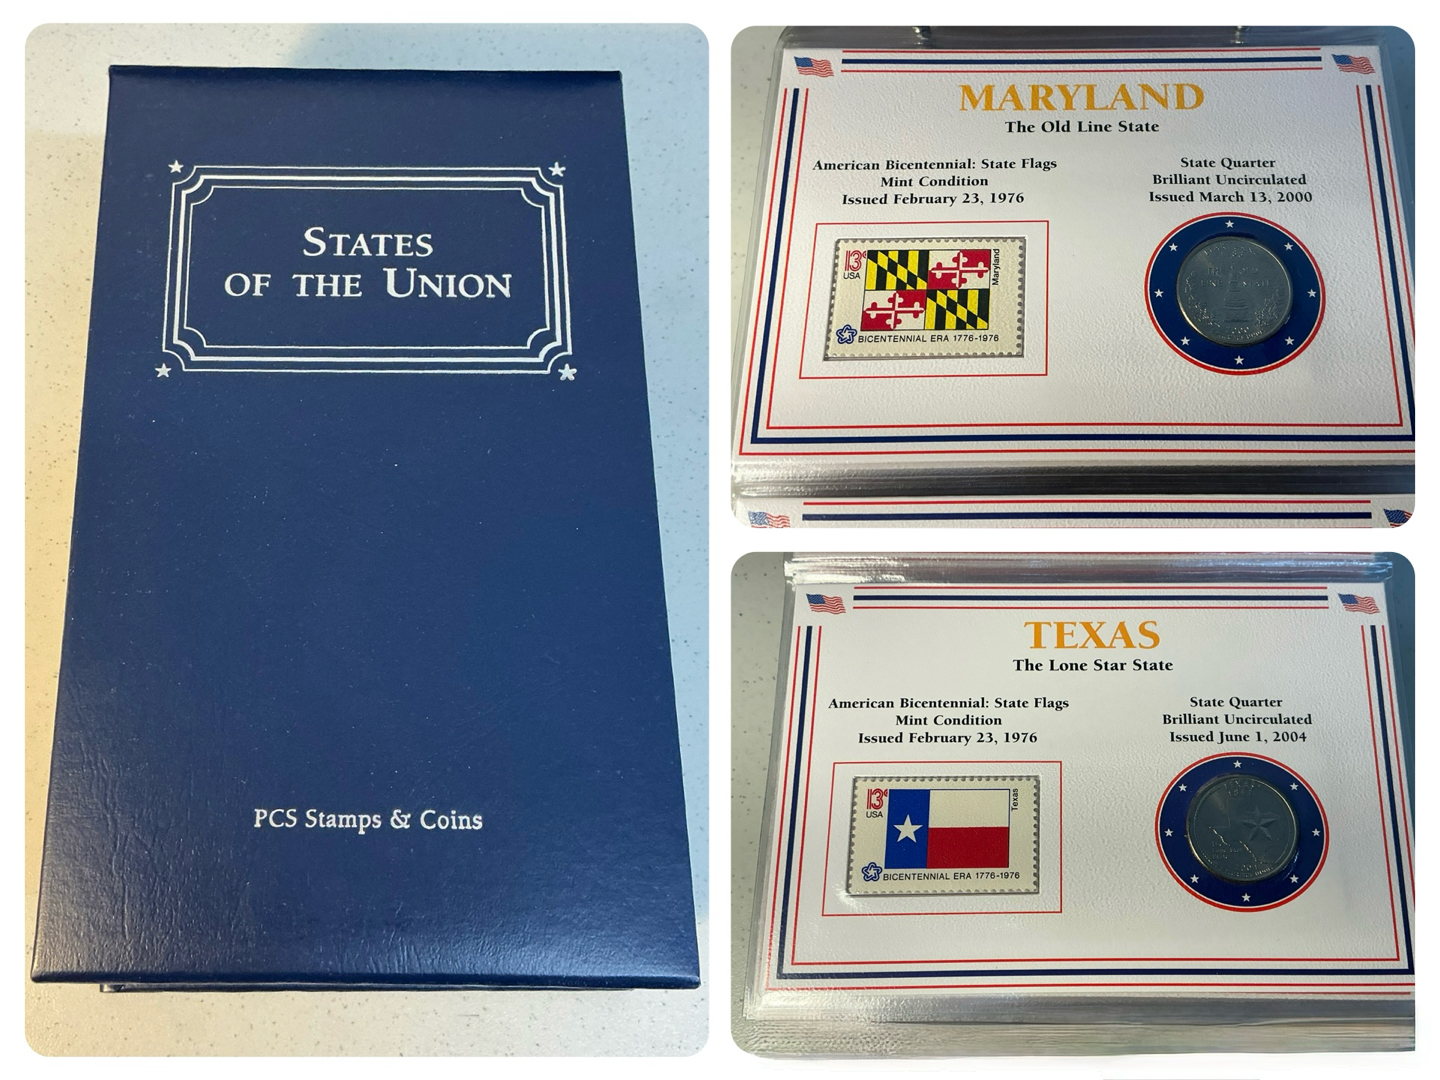 STATES
OF THE UNION
PCS Stamps & Coins
MARYLAND
The Old Line State
American Bicentennial: State Flags
Mint Condition
Issued February 23, 1976
State Quarter
Brilliant Uncirculated
Issued March 13, 2000
13¢
USA
Maryland
BICENTENNIAL ERA 1776-1976
TEXAS
The Lone Star State
American Bicentennial: State Flags
Mint Condition
Issued February 23, 1976
State Quarter
Brilliant Uncirculated
Issued June 1, 2004
13¢
USA
Texas
BICENTENNIAL ERA 1776-1976